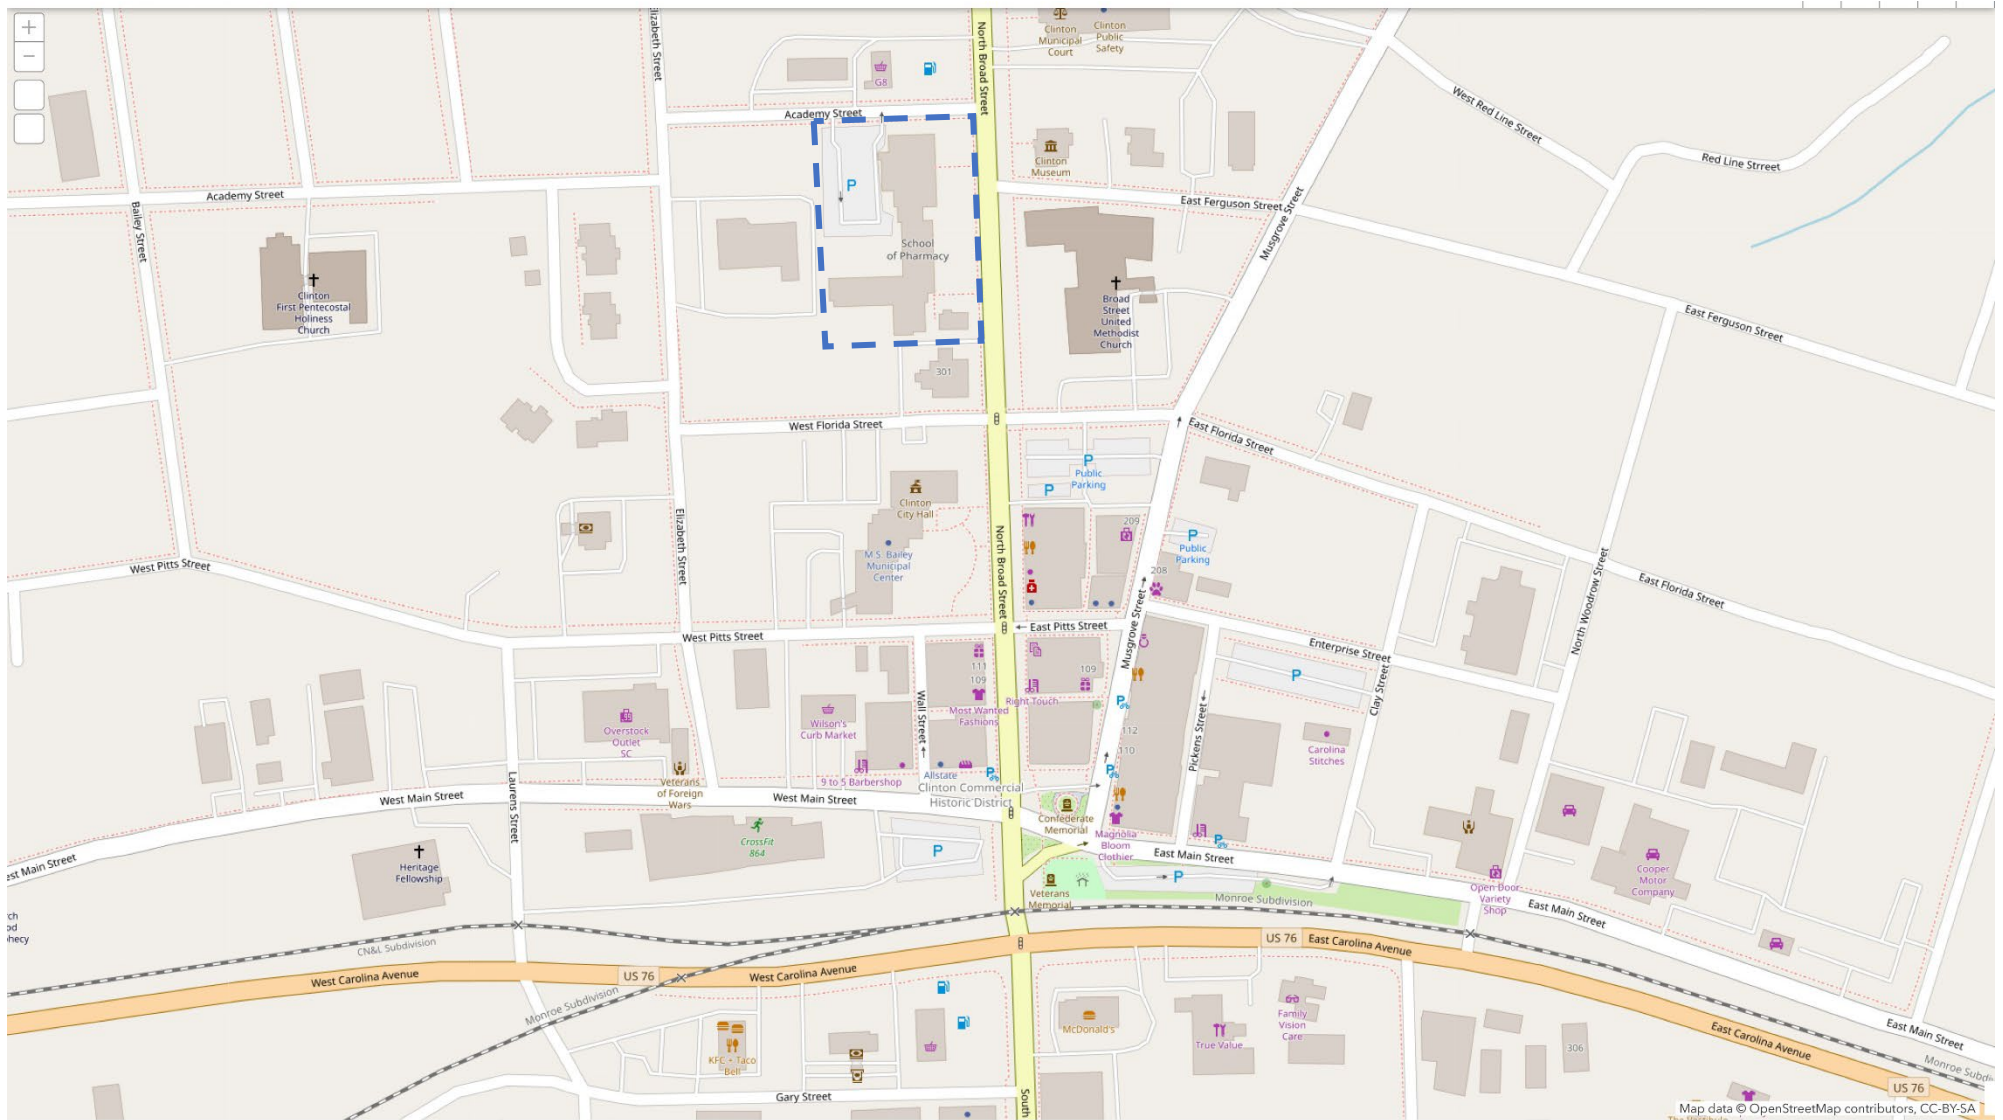 +
−
Elizabeth Street
North Broad Street
Clinton
Municipal
Court
Clinton
Public
Safety
G8
West Red Line Street
Red Line Strreet
Academy Street
Clinton
Museum
P
Academy Street
Bailey Street
East Ferguson Street
Musgrove Street
School
of Pharmacy
Clinton
First Pentecostal
Holiness
Church
Broad
Street
United
Methodist
Church
East Ferguson Street
301
West Florida Street
East Florida Street
P
Public
Parking
P
Clinton
City Hall
Elizabeth Street
North Broad Street
209
P
Public
Parking
M.S. Bailey
Municipal
Center
208
West Pitts Street
North Woodrow Street
East Florida Street
West Pitts Street
East Pitts Street
Musgrove Street
Enterprise Street
111
109
109
P
Clay Street
Most Wanted
Fashions
Right Touch
P
Wall Street
Pickens Street
Overstock
Outlet
SC
Wilson's
Curb Market
112
110
Carolina
Stitches
Veterans
of Foreign
Wars
9 to 5 Barbershop
Allstate
P
P
Clinton Commercial
Historic District
Laurens Street
West Main Street
West Main Street
Confederate
Memorial
Magnolia
Bloom
Clothier
P
CrossFit
864
P
East Main Street
Heritage
Fellowship
est Main Street
Cooper
Motor
Company
P
Veterans
Memorial
Monroe Subdivision
Open Door
Variety
Shop
East Main Street
rch
od
phecy
CN&L Subdivision
West Carolina Avenue
US 76
West Carolina Avenue
US 76
East Carolina Avenue
Monroe Subdivision
McDonald's
True Value
Family
Vision
Care
KFC • Taco
Bell
306
East Carolina Avenue
East Main Street
Monroe Subdi
US 76
Gary Street
South
Map data © OpenStreetMap contributors, CC-BY-SA